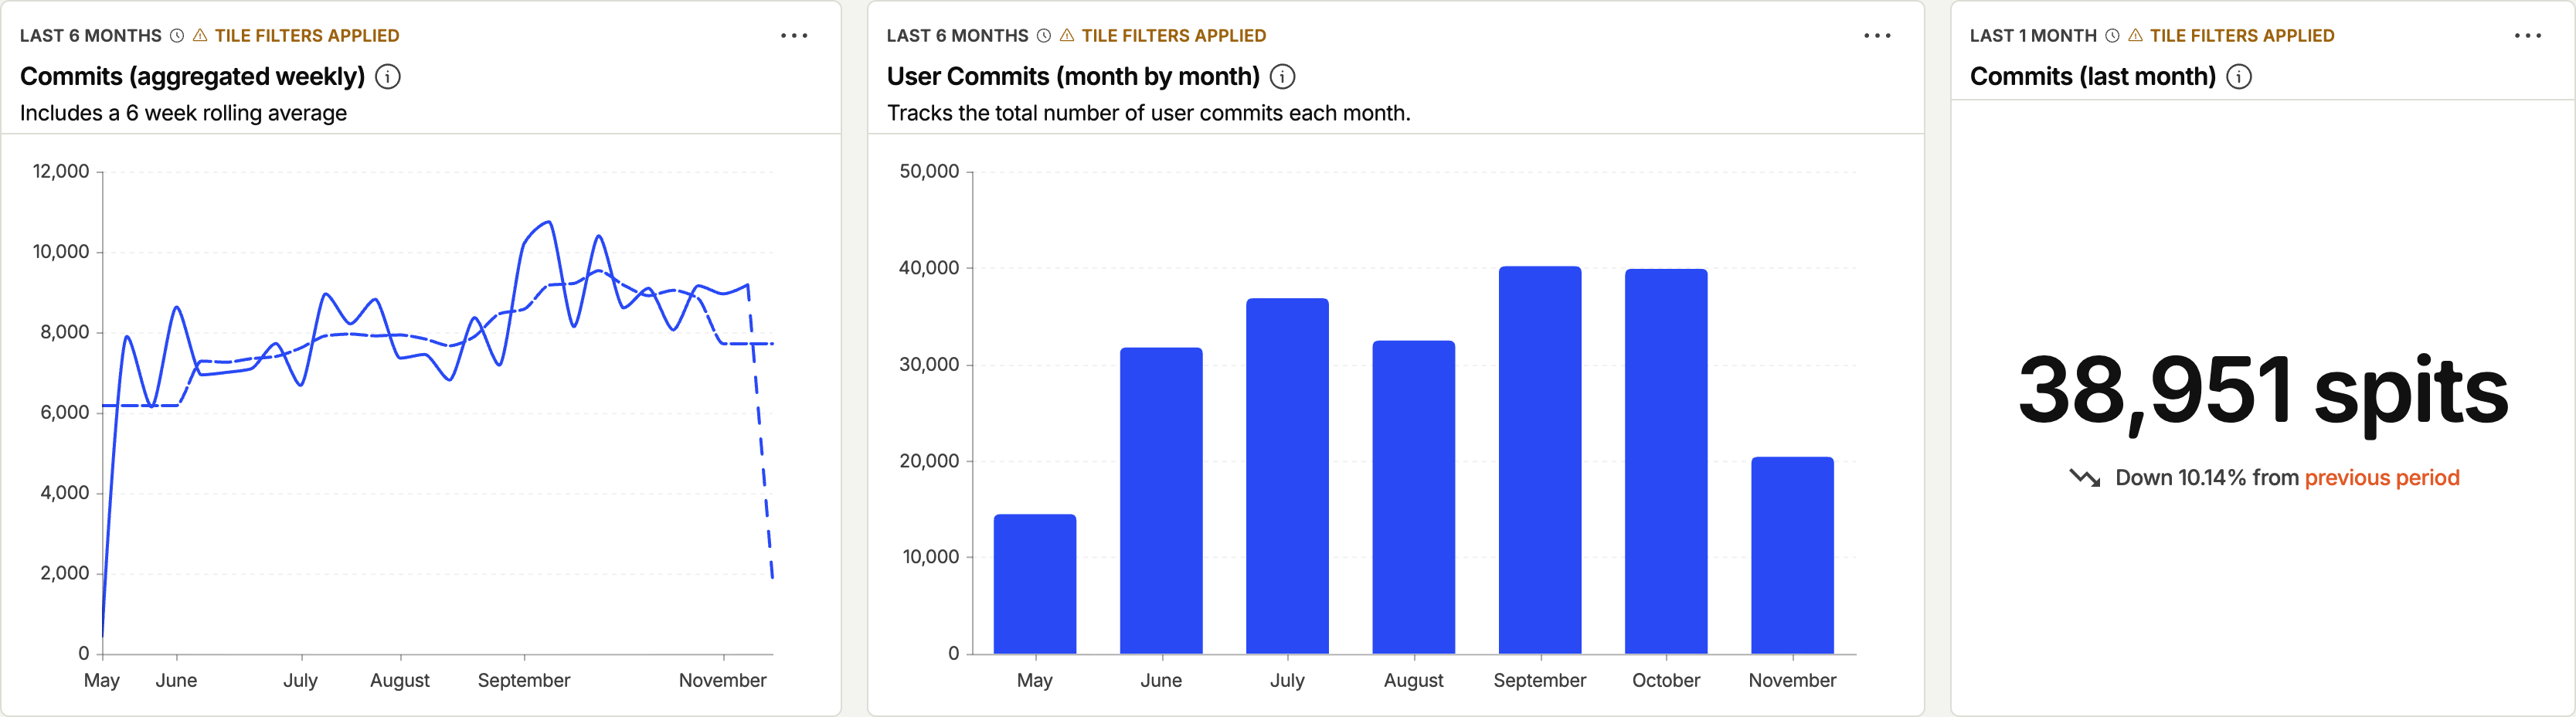 LAST 6 MONTHS TILE FILTERS APPLIED
Commits (aggregated weekly)
Includes a 6 week rolling average
12,000
10,000
8,000
6,000
4,000
2,000
0
May June July August September November
LAST 6 MONTHS TILE FILTERS APPLIED
User Commits (month by month)
Tracks the total number of user commits each month.
50,000
40,000
30,000
20,000
10,000
0
May June July August September October November
LAST 1 MONTH TILE FILTERS APPLIED
Commits (last month)
38,951 spits
Down 10.14% from previous period